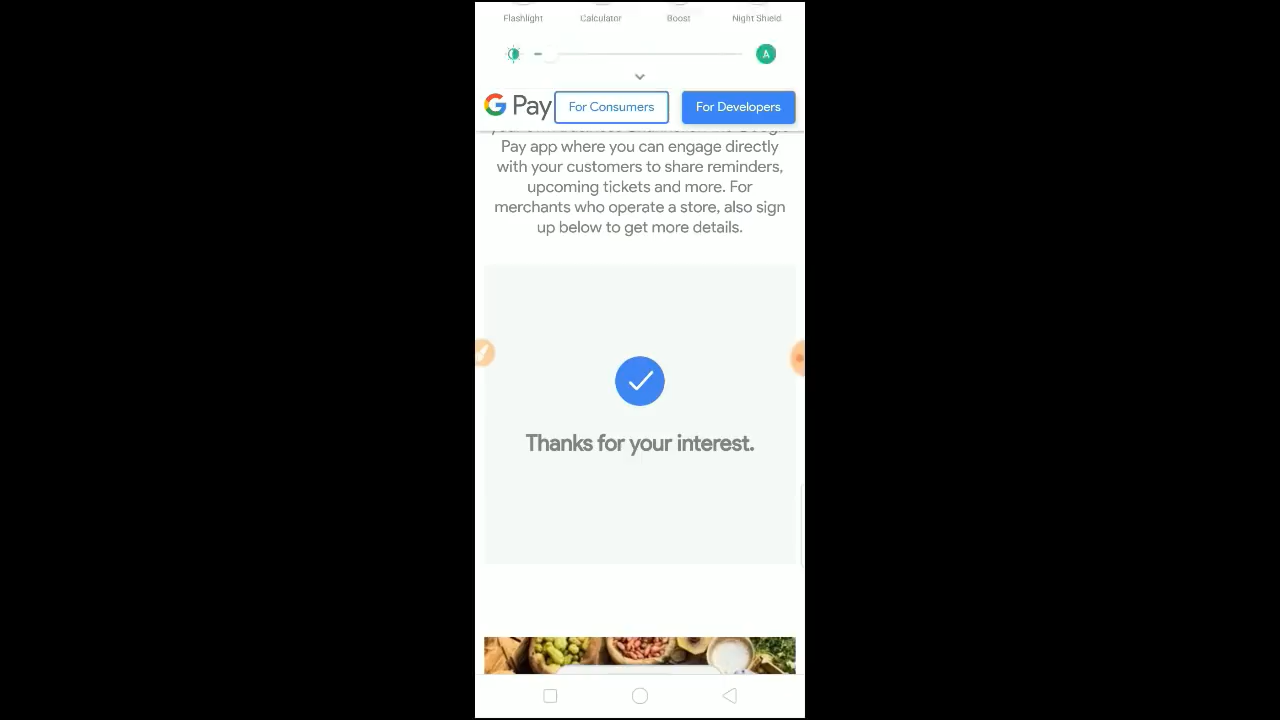 Flashlight Calculator Boost Night Shield
A
G Pay For Consumers For Developers
Pay app where you can engage directly
with your customers to share reminders,
upcoming tickets and more. For
merchants who operate a store, also sign
up below to get more details.
Thanks for your interest.